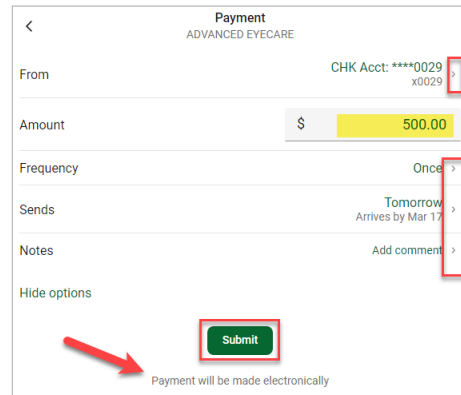 Payment
ADVANCED EYECARE
From CHK Acct: ****0029
x0029
Amount $ 500.00
Frequency Once
Sends Tomorrow
Arrives by Mar 17
Notes Add comment
Hide options
Submit
Payment will be made electronically